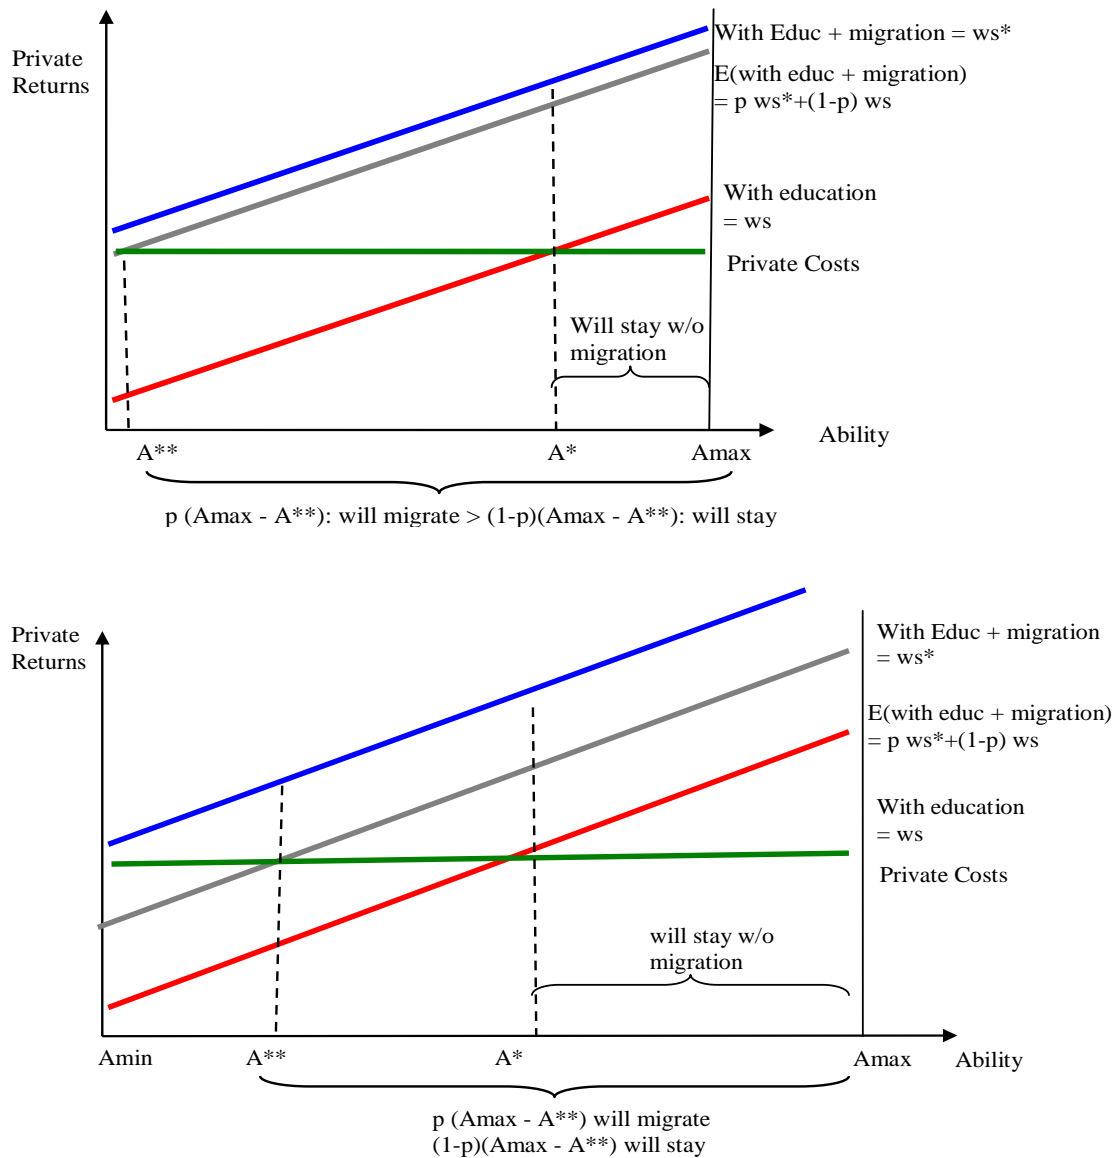 Private
Returns
With Educ + migration = ws*
E(with educ + migration)
= p ws*+(1-p) ws
With education
= ws
Private Costs
Will stay w/o
migration
A**
A*
Amax
Ability
p (Amax - A**): will migrate > (1-p)(Amax - A**): will stay
Private
Returns
With Educ + migration
= ws*
E(with educ + migration)
= p ws*+(1-p) ws
With education
= ws
Private Costs
will stay w/o
migration
Amin
A**
A*
Amax
Ability
p (Amax - A**) will migrate
(1-p)(Amax - A**) will stay